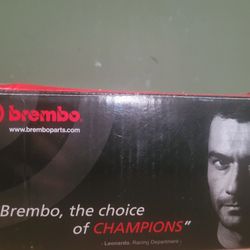 brembo.
www.bremboparts.com
Brembo, the choice
of CHAMPIONS"
- Leonardo, Racing Department -